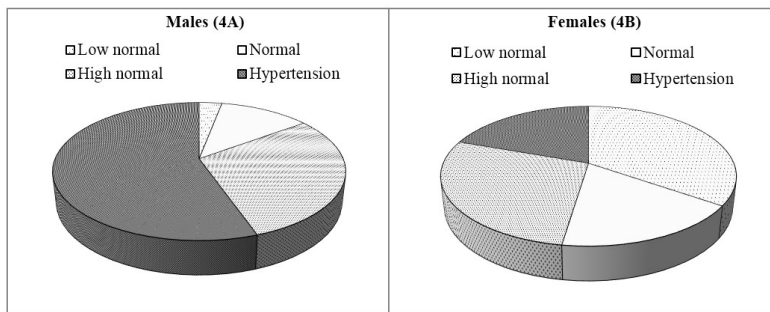 Males (4A)
Low normal Normal
High normal Hypertension
Females (4B)
Low normal Normal
High normal Hypertension